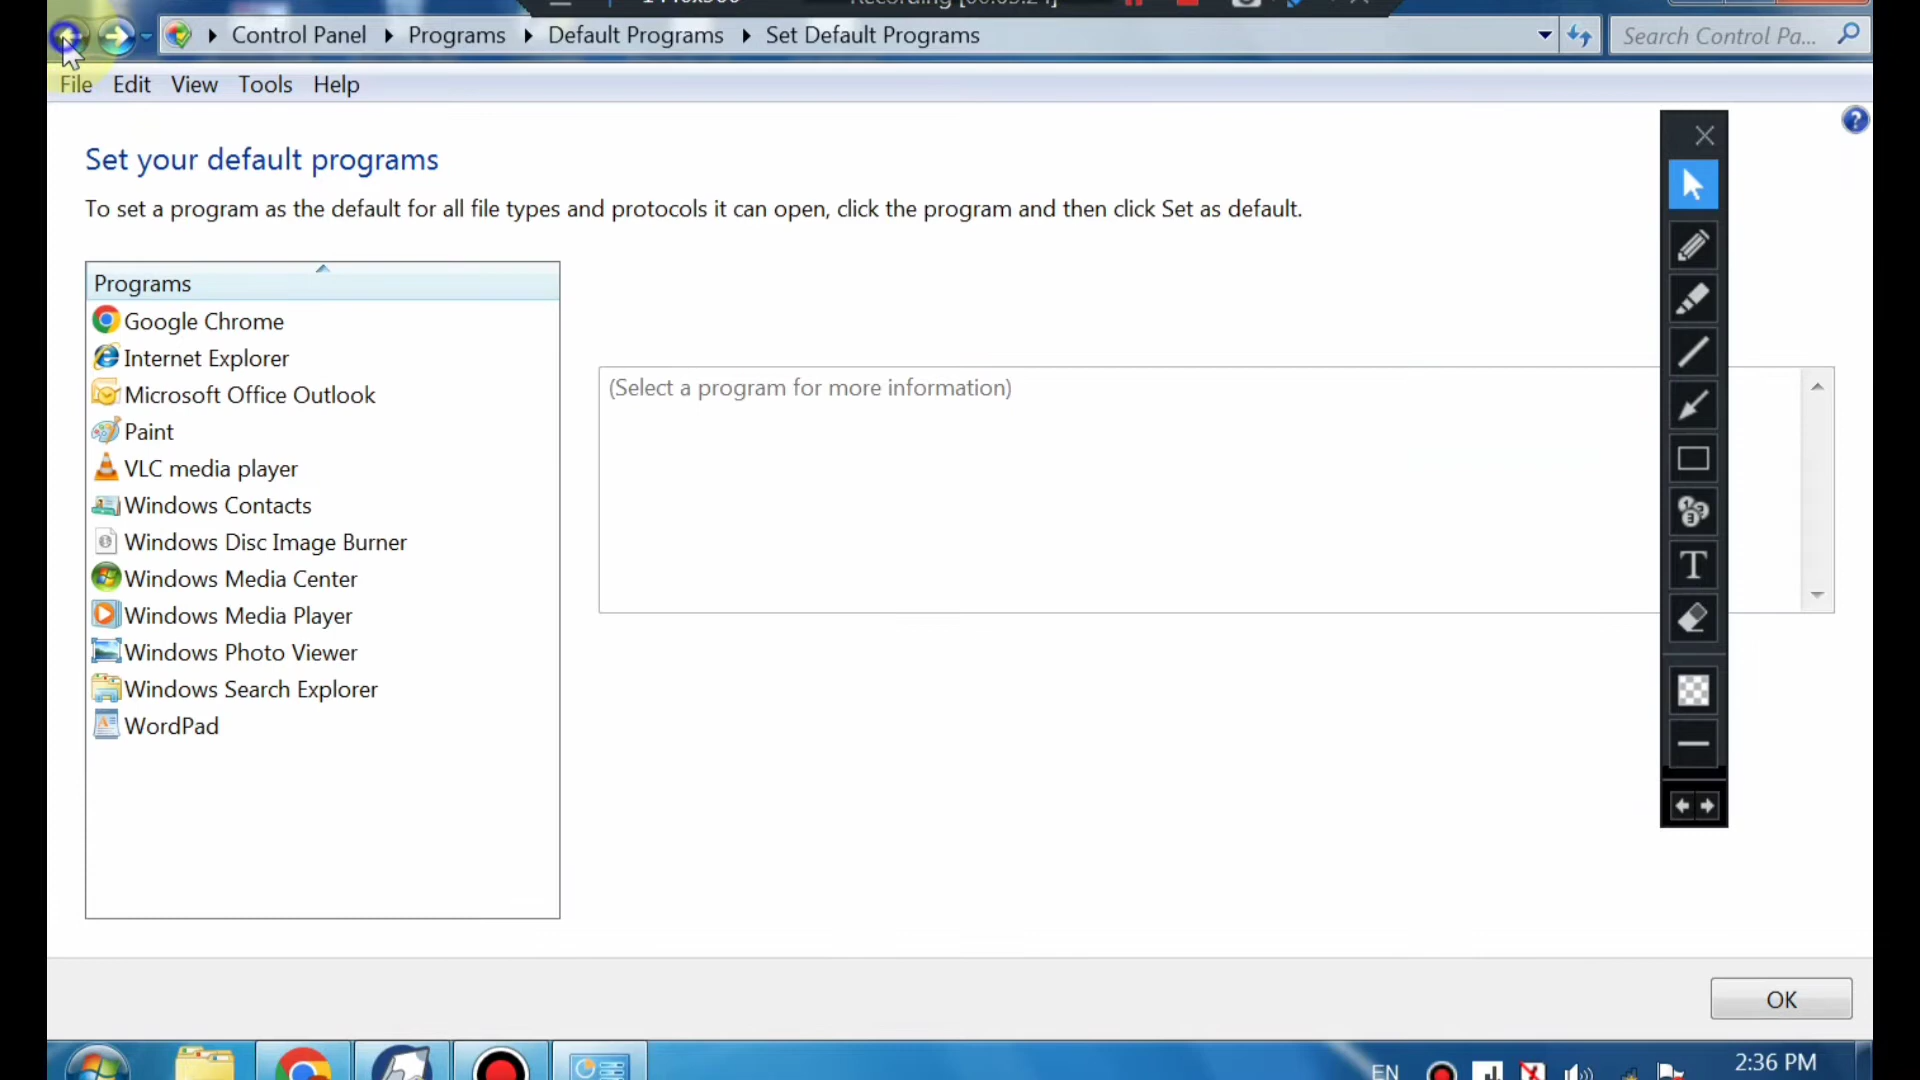 Control Panel Programs Default Programs Set Default Programs
Search Control Pa...
File Edit View Tools Help
Set your default programs
To set a program as the default for all file types and protocols it can open, click the program and then click Set as default.
Programs
Google Chrome
Internet Explorer
Microsoft Office Outlook
Paint
VLC media player
Windows Contacts
Windows Disc Image Burner
Windows Media Center
Windows Media Player
Windows Photo Viewer
Windows Search Explorer
WordPad
(Select a program for more information)
T
OK
EN
2:36 PM